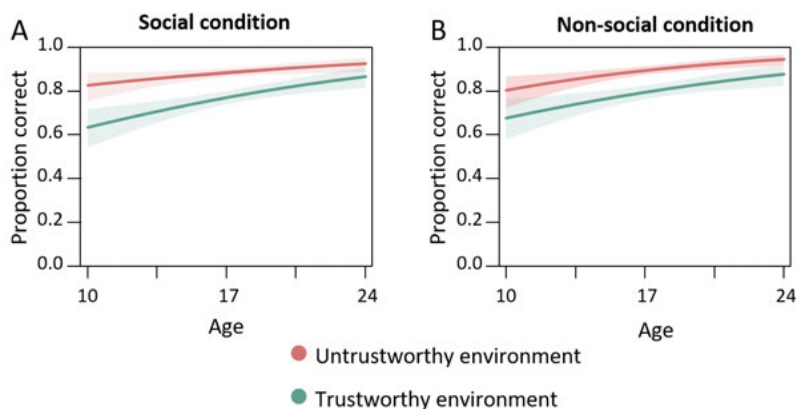 A
Social condition
Proportion correct
1.0
0.8
0.6
0.4
0.2
0.0
10
17
24
Age
B
Non-social condition
Proportion correct
1.0
0.8
0.6
0.4
0.2
0.0
10
17
24
Age
Untrustworthy environment
Trustworthy environment